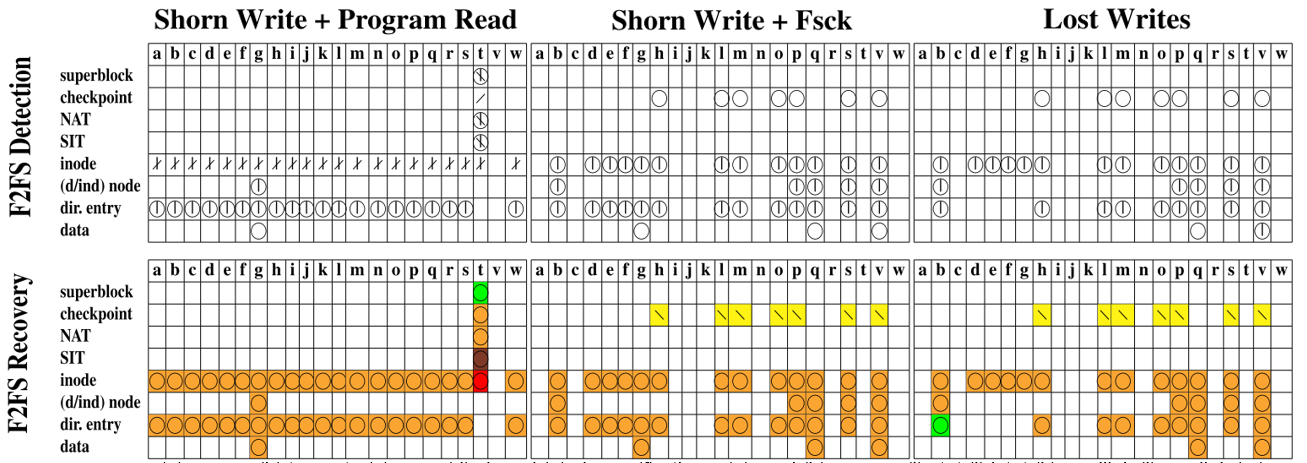 Shorn Write + Program Read Shorn Write + Fsck Lost Writes
a b c d e f g h i j k l m n o p q r s t v w a b c d e f g h i j k l m n o p q r s t v w a b c d e f g h i j k l m n o p q r s t v w
F2FS Detection
superblock
checkpoint
NAT
SIT
inode
(d/ind) node
dir. entry
data
a b c d e f g h i j k l m n o p q r s t v w a b c d e f g h i j k l m n o p q r s t v w a b c d e f g h i j k l m n o p q r s t v w
F2FS Recovery
superblock
checkpoint
NAT
SIT
inode
(d/ind) node
dir. entry
data